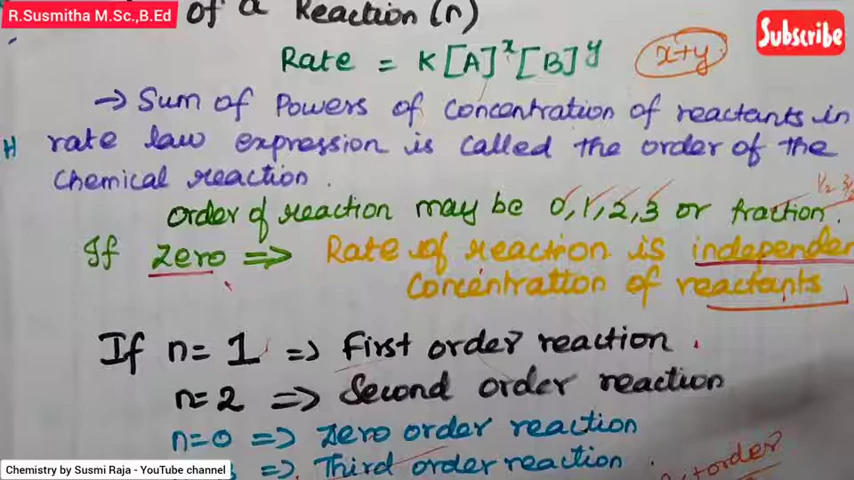 R.Susmitha M.Sc.,B.Ed
of a Reaction (n)
Subscribe
Rate = K [A]^x [B]^y x+y
→ Sum of Powers of concentration of reactants in
H rate law expression is called the order of the
chemical reaction.
order of reaction may be 0, 1, 2, 3 or fraction.
If zero => Rate of reaction is independen
concentration of reactants
If n= 1 => First order reaction.
n=2 => Second order reaction
n=0 => zero order reaction
=> Third order reaction.
order
Chemistry by Susmi Raja - YouTube channel